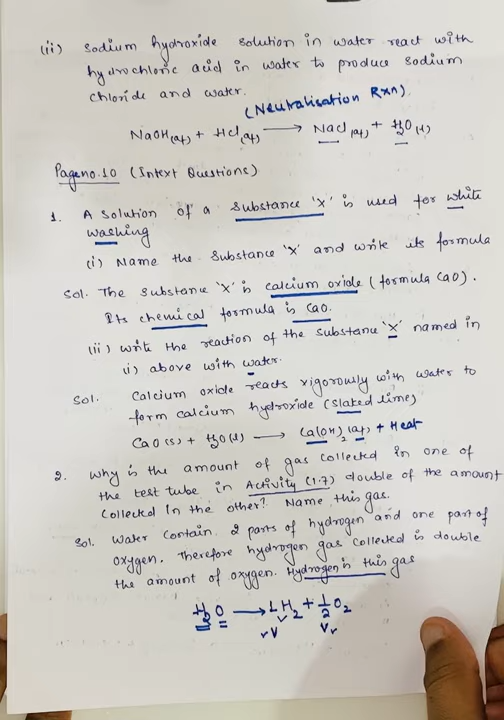 (ii) Sodium hydroxide solution in water react with
hydrochloric acid in water to produce sodium
chloride and water.
(Neutralisation Rxn)
NaOH(aq) + HCl(aq) ⟶ NaCl(aq) + H2O(l)
Page no. 10 (Intext Questions)
1. A solution of a substance 'X' is used for white
washing
(i) Name the substance 'X' and write its formula
Sol. The substance 'X' is calcium oxide (formula CaO).
Its chemical formula is CaO.
(ii) Write the reaction of the substance 'X' named in
(i) above with water.
Sol. Calcium oxide reacts vigorously with water to
form calcium hydroxide (slaked lime)
CaO(s) + H2O(l) ⟶ Ca(OH)2(aq) + Heat
2. Why is the amount of gas collected in one of
the test tube in Activity (1.7) double of the amount
collected in the other? Name this gas.
Sol. Water contain 2 parts of hydrogen and one part of
oxygen. Therefore hydrogen gas collected is double
the amount of oxygen. Hydrogen is this gas
H2O ⟶ 1H2 + 1/2 O2